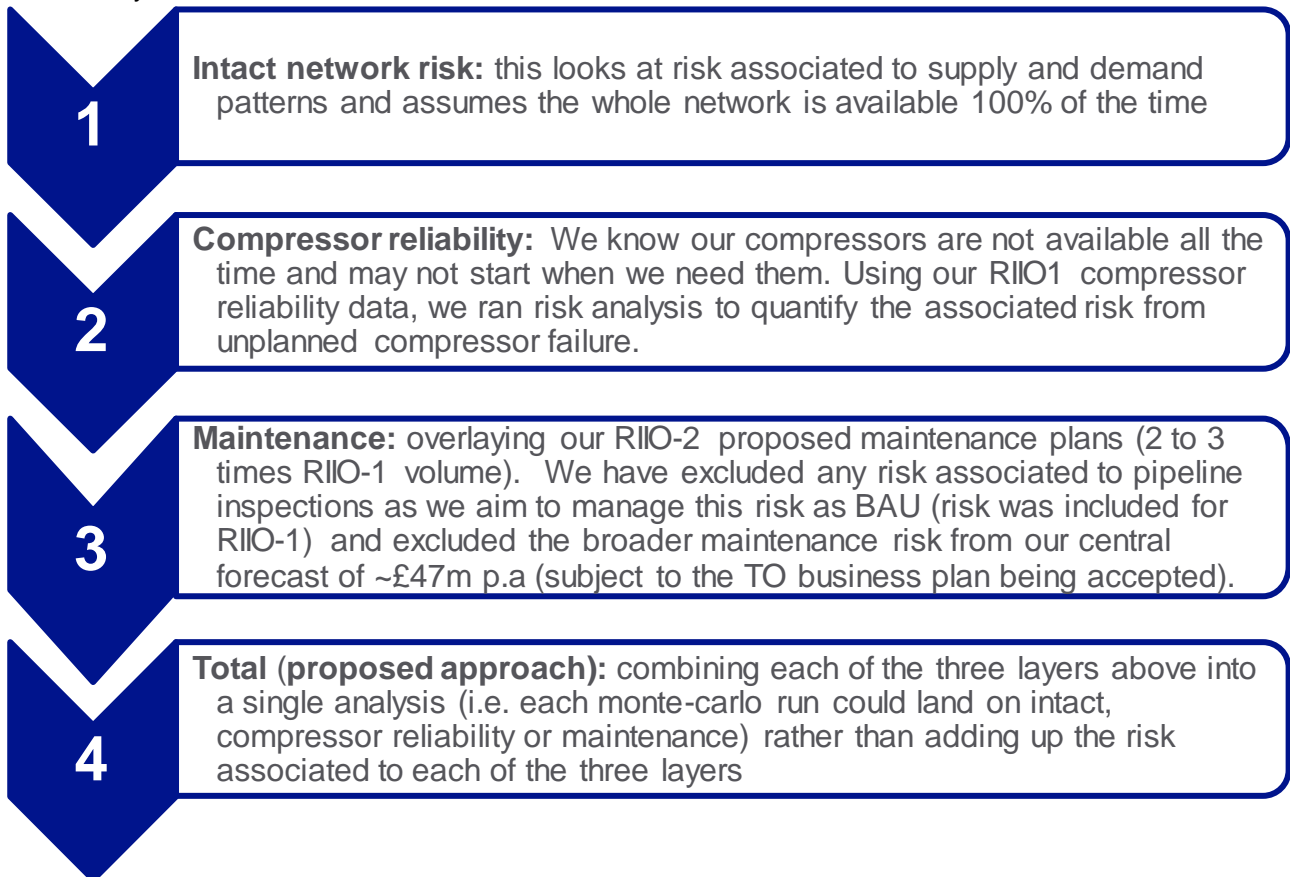 1
Intact network risk: this looks at risk associated to supply and demand
patterns and assumes the whole network is available 100% of the time
2
Compressor reliability: We know our compressors are not available all the
time and may not start when we need them. Using our RIIO1 compressor
reliability data, we ran risk analysis to quantify the associated risk from
unplanned compressor failure.
3
Maintenance: overlaying our RIIO-2 proposed maintenance plans (2 to 3
times RIIO-1 volume). We have excluded any risk associated to pipeline
inspections as we aim to manage this risk as BAU (risk was included for
RIIO-1) and excluded the broader maintenance risk from our central
forecast of ~£47m p.a (subject to the TO business plan being accepted).
4
Total (proposed approach): combining each of the three layers above into
a single analysis (i.e. each monte-carlo run could land on intact,
compressor reliability or maintenance) rather than adding up the risk
associated to each of the three layers